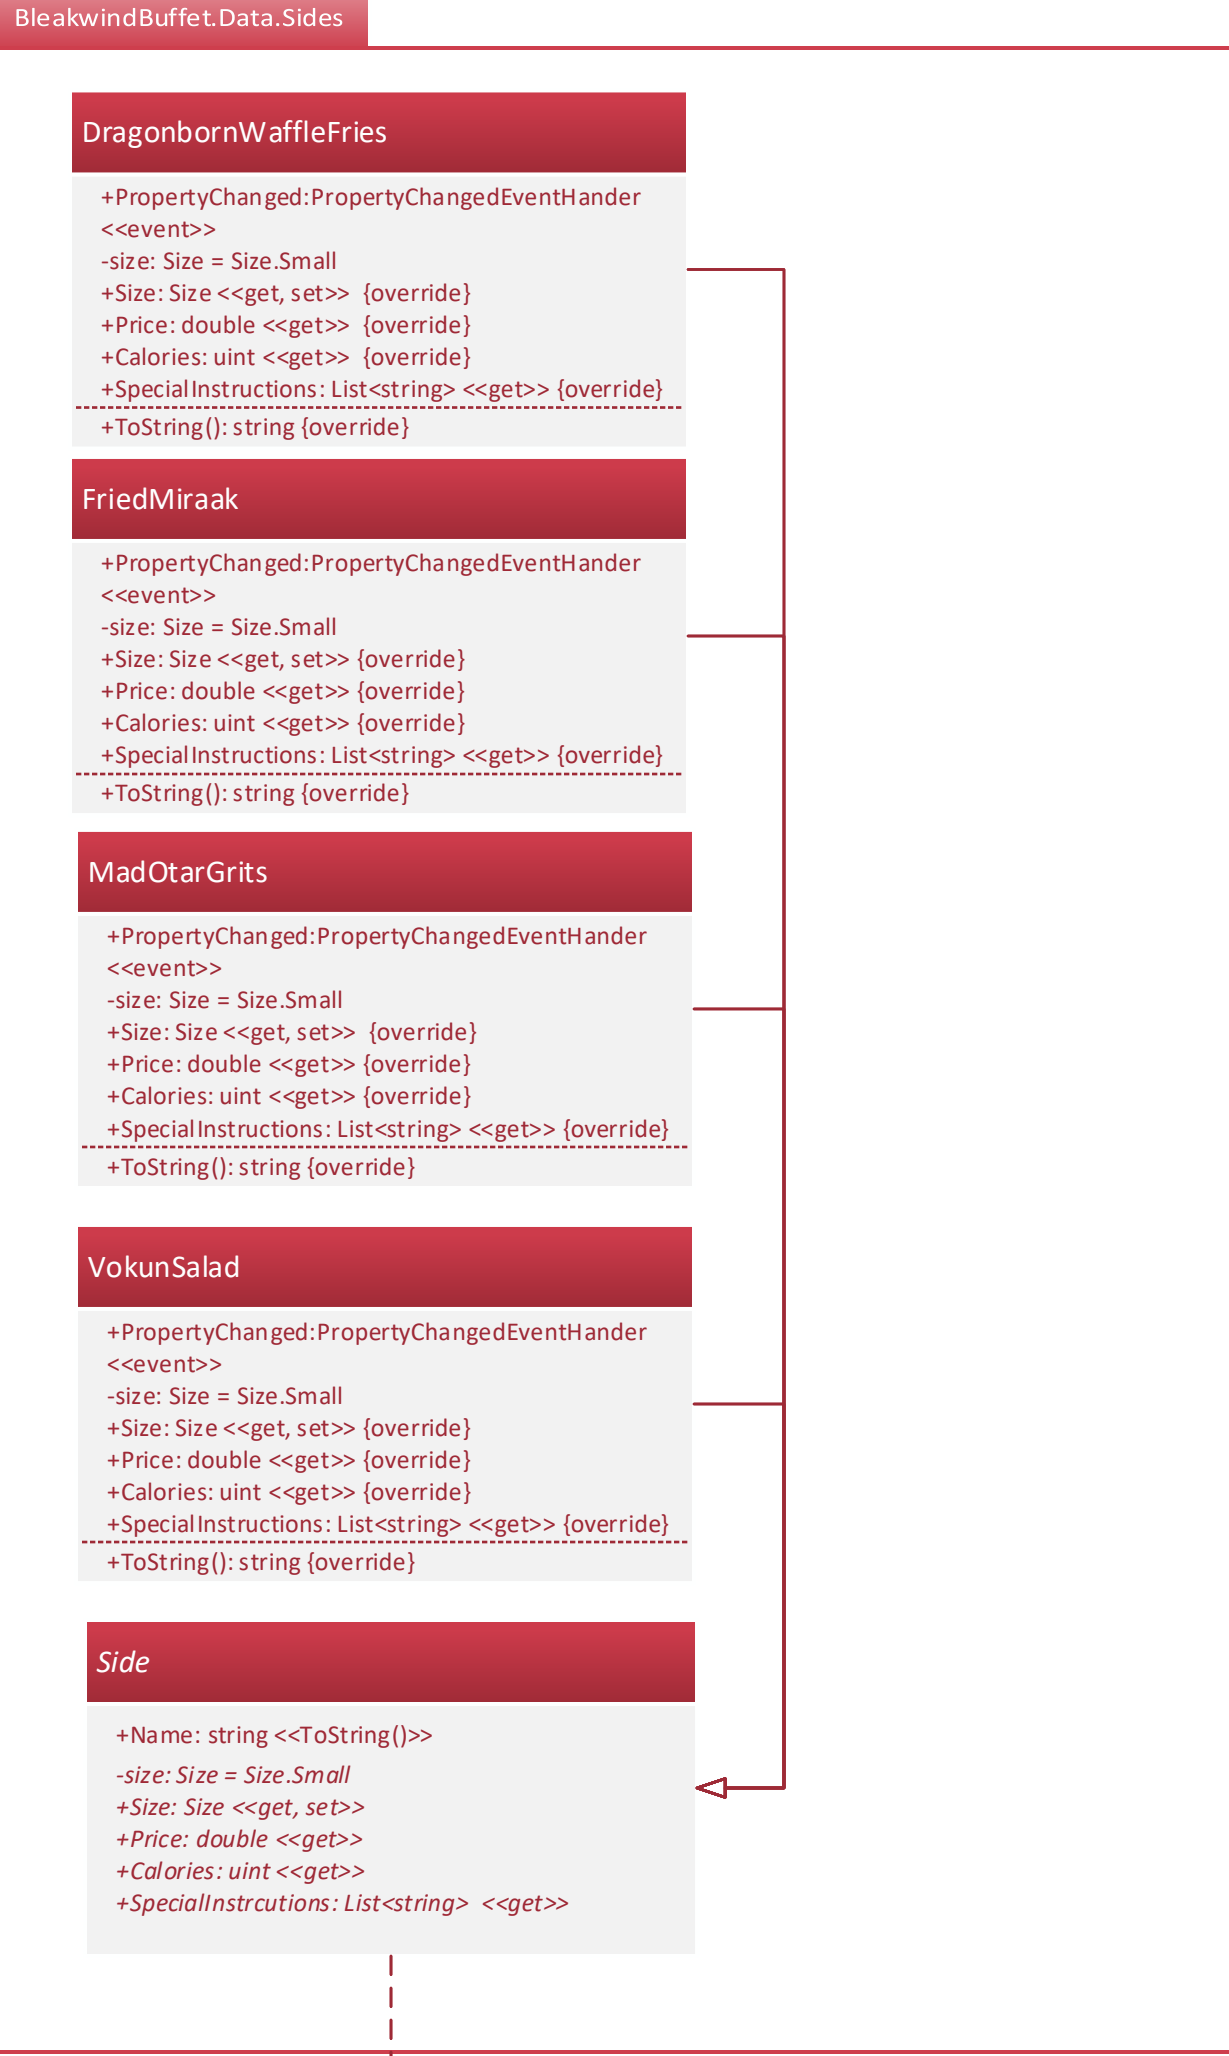 BleakwindBuffet.Data.Sides
DragonbornWaffleFries
+PropertyChanged:PropertyChangedEventHander
<<event>>
-size: Size = Size.Small
+Size: Size <<get, set>>  {override}
+Price: double <<get>>  {override}
+Calories: uint <<get>>  {override}
+SpecialInstructions: List<string> <<get>> {override}
+ToString(): string {override}
FriedMiraak
+PropertyChanged:PropertyChangedEventHander
<<event>>
-size: Size = Size.Small
+Size: Size <<get, set>> {override}
+Price: double <<get>> {override}
+Calories: uint <<get>> {override}
+SpecialInstructions: List<string> <<get>> {override}
+ToString(): string {override}
MadOtarGrits
+PropertyChanged:PropertyChangedEventHander
<<event>>
-size: Size = Size.Small
+Size: Size <<get, set>>  {override}
+Price: double <<get>> {override}
+Calories: uint <<get>> {override}
+SpecialInstructions: List<string> <<get>> {override}
+ToString(): string {override}
VokunSalad
+PropertyChanged:PropertyChangedEventHander
<<event>>
-size: Size = Size.Small
+Size: Size <<get, set>> {override}
+Price: double <<get>> {override}
+Calories: uint <<get>> {override}
+SpecialInstructions: List<string> <<get>> {override}
+ToString(): string {override}
Side
+Name: string <<ToString()>>
-size: Size = Size.Small
+Size: Size <<get, set>>
+Price: double <<get>>
+Calories: uint <<get>>
+SpecialInstrcutions: List<string>  <<get>>